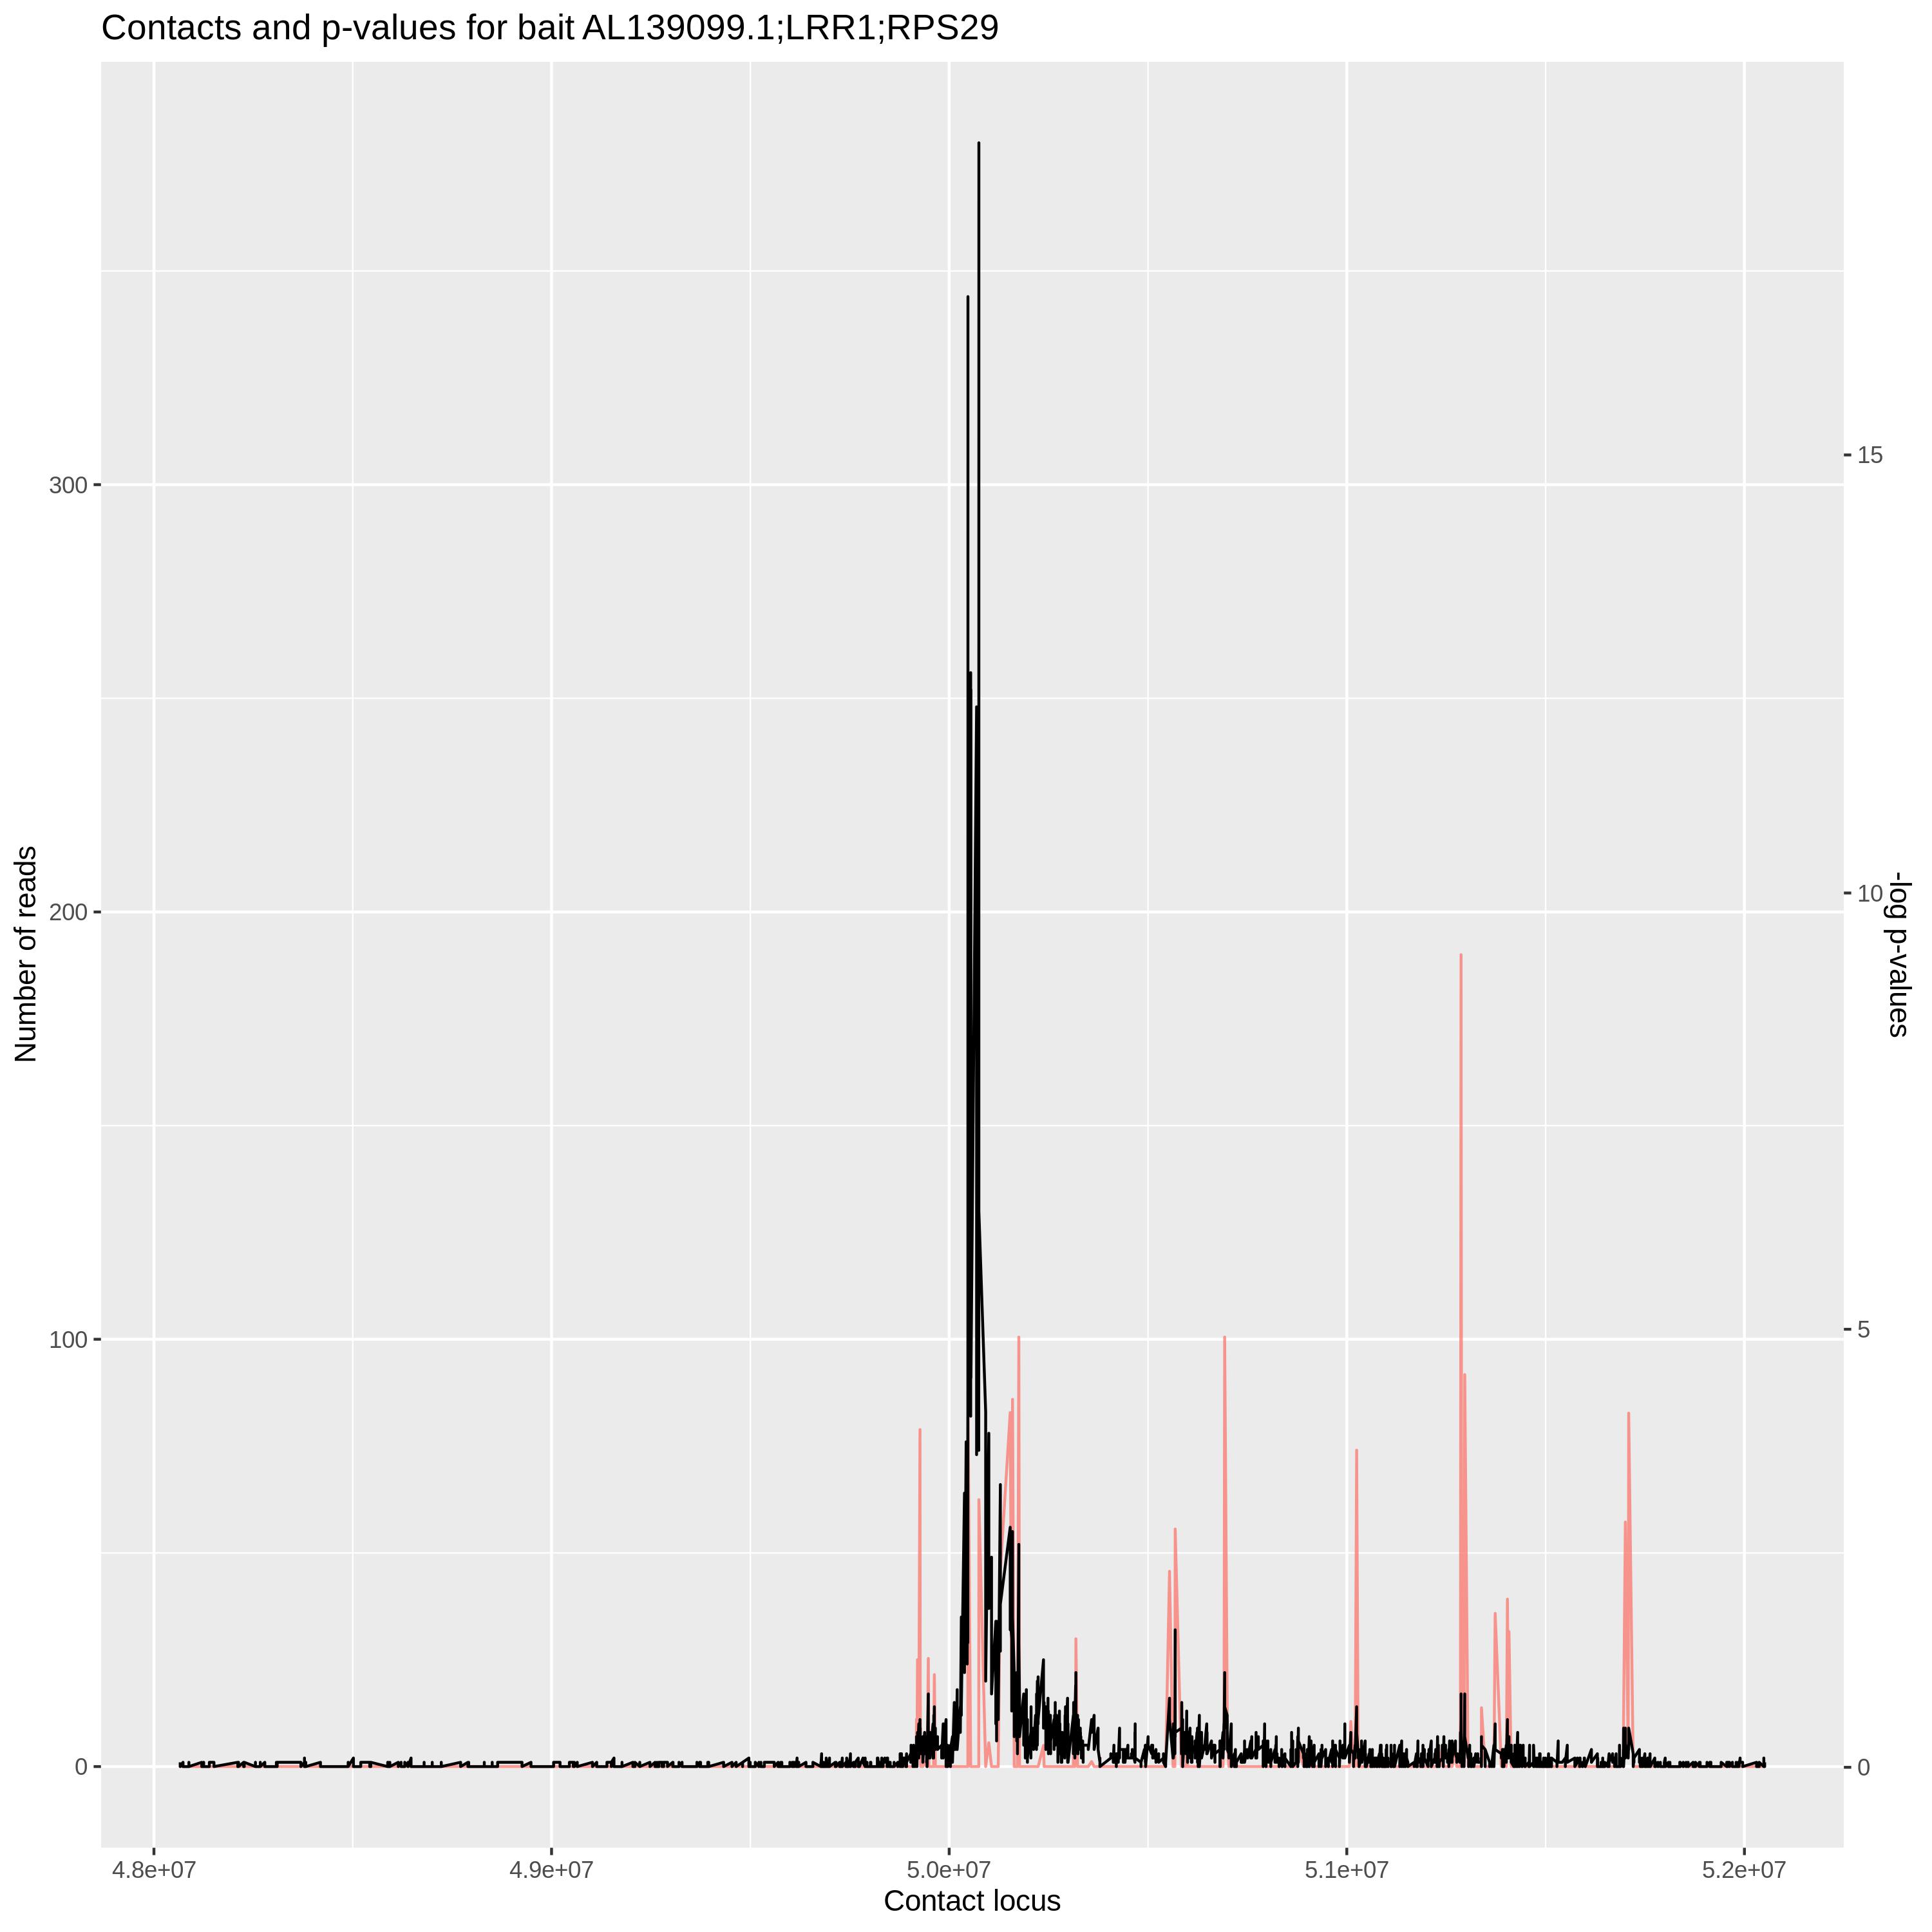 Contacts and p-values for bait AL139099.1;LRR1;RPS29
300
200
100
0
Number of reads
15
10
5
0
-log p-values
4.8e+07
4.9e+07
5.0e+07
5.1e+07
5.2e+07
Contact locus